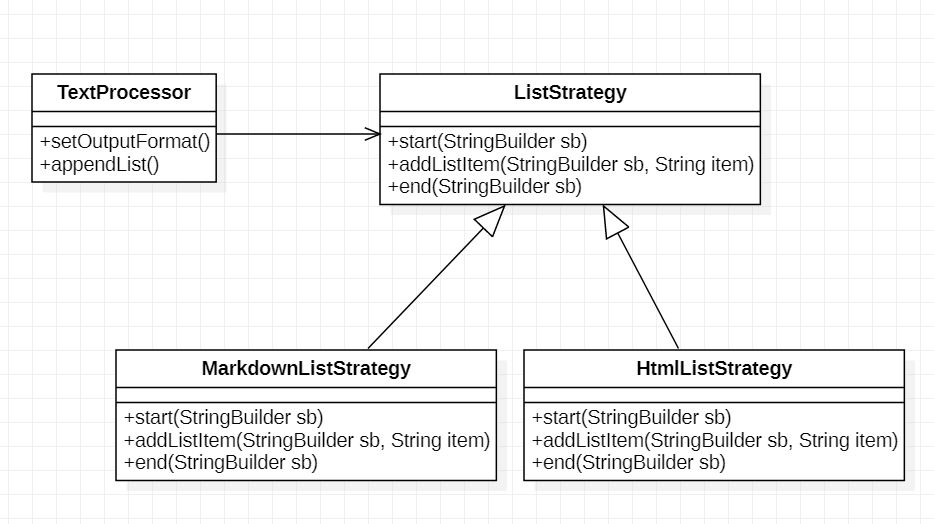 TextProcessor
+setOutputFormat()
+appendList()
ListStrategy
+start(StringBuilder sb)
+addListItem(StringBuilder sb, String item)
+end(StringBuilder sb)
MarkdownListStrategy
+start(StringBuilder sb)
+addListItem(StringBuilder sb, String item)
+end(StringBuilder sb)
HtmlListStrategy
+start(StringBuilder sb)
+addListItem(StringBuilder sb, String item)
+end(StringBuilder sb)